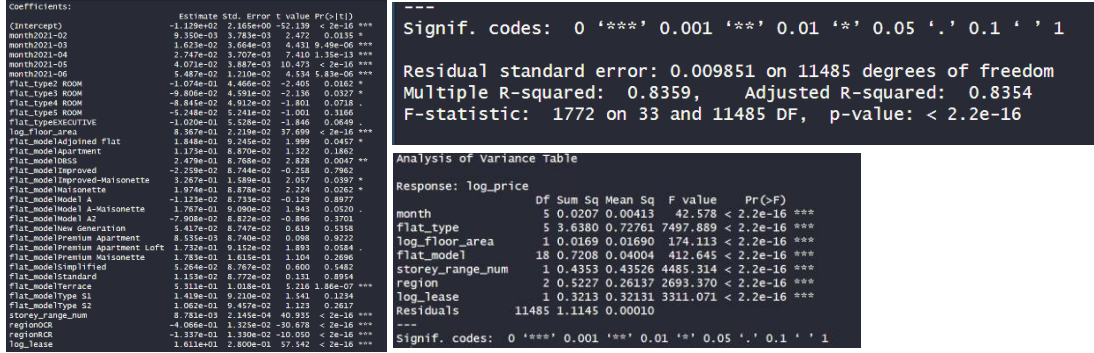 Coefficients:
Estimate Std. Error t value Pr(>|t|)
(Intercept) -1.129e+02 2.165e+00 -52.139 < 2e-16 ***
month2021-02 9.350e-03 3.783e-03 2.472 0.0135 *
month2021-03 1.623e-02 3.664e-03 4.431 9.49e-06 ***
month2021-04 2.747e-02 3.707e-03 7.410 1.35e-13 ***
month2021-05 4.071e-02 3.887e-03 10.473 < 2e-16 ***
month2021-06 5.487e-02 1.210e-02 4.534 5.83e-06 ***
flat_type2 ROOM -1.074e-01 4.466e-02 -2.405 0.0162 *
flat_type3 ROOM -9.806e-02 4.591e-02 -2.136 0.0327 *
flat_type4 ROOM -8.845e-02 4.912e-02 -1.801 0.0718 .
flat_type5 ROOM -5.248e-02 5.241e-02 -1.001 0.3166
flat_typeEXECUTIVE -1.020e-01 5.528e-02 -1.846 0.0649 .
log_floor_area 8.367e-01 2.219e-02 37.699 < 2e-16 ***
flat_modelAdjoined flat 1.848e-01 9.245e-02 1.999 0.0457 *
flat_modelApartment 1.173e-01 8.870e-02 1.322 0.1862
flat_modelDBSS 2.479e-01 8.768e-02 2.828 0.0047 **
flat_modelImproved -2.259e-02 8.744e-02 -0.258 0.7962
flat_modelImproved-Maisonette 3.267e-01 1.589e-01 2.057 0.0397 *
flat_modelMaisonette 1.974e-01 8.878e-02 2.224 0.0262 *
flat_modelModel A -1.123e-02 8.733e-02 -0.129 0.8977
flat_modelModel A-Maisonette 1.767e-01 9.090e-02 1.943 0.0520 .
flat_modelModel A2 -7.908e-02 8.822e-02 -0.896 0.3701
flat_modelNew Generation 5.417e-02 8.747e-02 0.619 0.5358
flat_modelPremium Apartment 8.535e-03 8.740e-02 0.098 0.9222
flat_modelPremium Apartment Loft 1.732e-01 9.152e-02 1.893 0.0584 .
flat_modelPremium Maisonette 1.783e-01 1.615e-01 1.104 0.2696
flat_modelSimplified 5.264e-02 8.767e-02 0.600 0.5482
flat_modelStandard 1.153e-02 8.772e-02 0.131 0.8954
flat_modelTerrace 5.311e-01 1.018e-01 5.216 1.86e-07 ***
flat_modelType S1 1.419e-01 9.210e-02 1.541 0.1234
flat_modelType S2 1.062e-01 9.457e-02 1.123 0.2617
storey_range_num 8.781e-03 2.145e-04 40.935 < 2e-16 ***
regionOCR -4.066e-01 1.325e-02 -30.678 < 2e-16 ***
regionRCR -1.337e-01 1.330e-02 -10.050 < 2e-16 ***
log_lease 1.611e+01 2.800e-01 57.542 < 2e-16 ***
---
Signif. codes: 0 ‘***’ 0.001 ‘**’ 0.01 ‘*’ 0.05 ‘.’ 0.1 ‘ ’ 1
Residual standard error: 0.009851 on 11485 degrees of freedom
Multiple R-squared: 0.8359, Adjusted R-squared: 0.8354
F-statistic: 1772 on 33 and 11485 DF, p-value: < 2.2e-16
Analysis of Variance Table
Response: log_price
Df Sum Sq Mean Sq F value Pr(>F)
month 5 0.0207 0.00413 42.578 < 2.2e-16 ***
flat_type 5 3.6380 0.72761 7497.889 < 2.2e-16 ***
log_floor_area 1 0.0169 0.01690 174.113 < 2.2e-16 ***
flat_model 18 0.7208 0.04004 412.645 < 2.2e-16 ***
storey_range_num 1 0.4353 0.43526 4485.314 < 2.2e-16 ***
region 2 0.5227 0.26137 2693.370 < 2.2e-16 ***
log_lease 1 0.3213 0.32131 3311.071 < 2.2e-16 ***
Residuals 11485 1.1145 0.00010
---
Signif. codes: 0 ‘***’ 0.001 ‘**’ 0.01 ‘*’ 0.05 ‘.’ 0.1 ‘ ’ 1